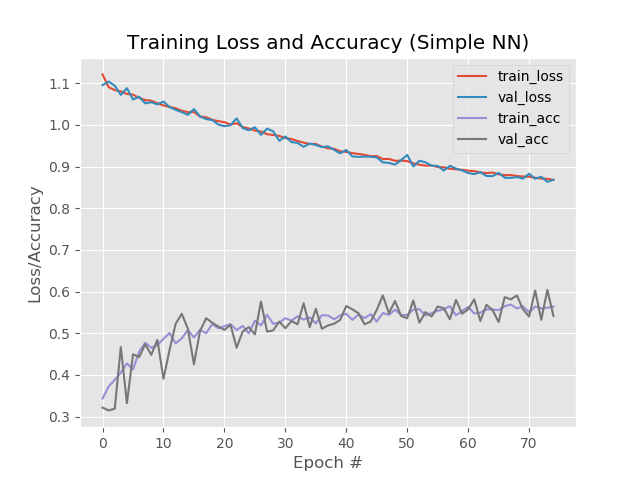 Training Loss and Accuracy (Simple NN)
train_loss
val_loss
train_acc
val_acc
Loss/Accuracy
1.1
1.0
0.9
0.8
0.7
0.6
0.5
0.4
0.3
0 10 20 30 40 50 60 70
Epoch #